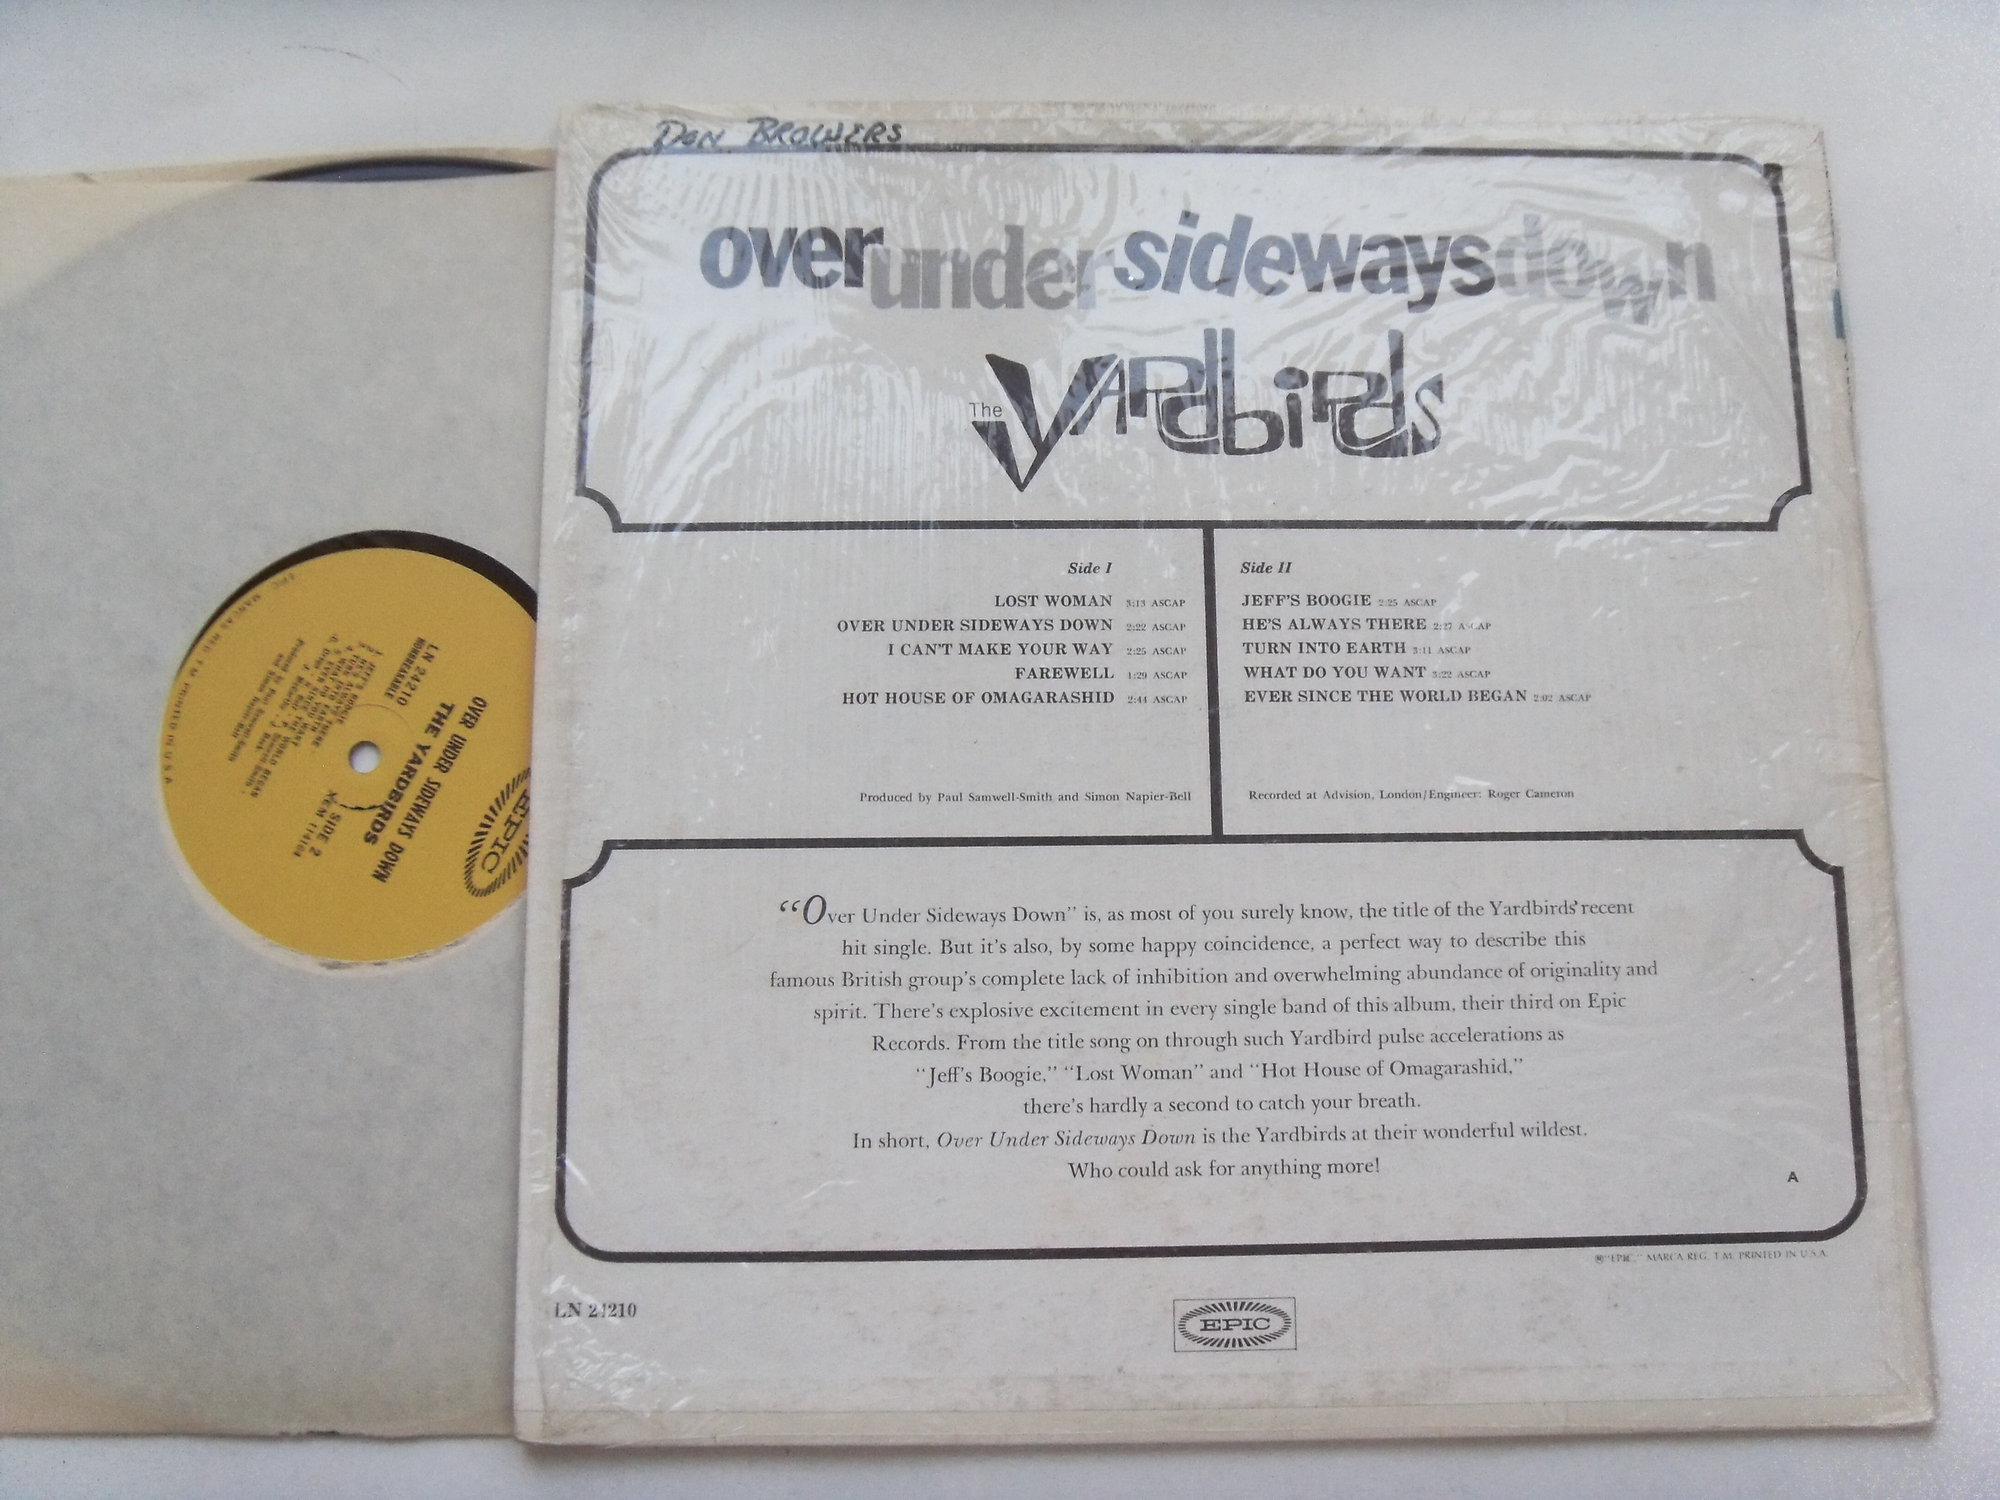 DON BROWERS
over under sideways down
The YARdbiRds
Side I
LOST WOMAN 3:13 ASCAP
OVER UNDER SIDEWAYS DOWN 2:22 ASCAP
I CAN'T MAKE YOUR WAY 2:25 ASCAP
FAREWELL 1:29 ASCAP
HOT HOUSE OF OMAGARASHID 2:44 ASCAP
Produced by Paul Samwell-Smith and Simon Napier-Bell
Side II
JEFF'S BOOGIE 2:25 ASCAP
HE'S ALWAYS THERE 2:27 ASCAP
TURN INTO EARTH 3:11 ASCAP
WHAT DO YOU WANT 3:22 ASCAP
EVER SINCE THE WORLD BEGAN 2:02 ASCAP
Recorded at Advision, London/Engineer: Roger Cameron
“Over Under Sideways Down” is, as most of you surely know, the title of the Yardbirds' recent
hit single. But it's also, by some happy coincidence, a perfect way to describe this
famous British group's complete lack of inhibition and overwhelming abundance of originality and
spirit. There's explosive excitement in every single band of this album, their third on Epic
Records. From the title song on through such Yardbird pulse accelerations as
“Jeff's Boogie,” “Lost Woman” and “Hot House of Omagarashid,”
there's hardly a second to catch your breath.
In short, Over Under Sideways Down is the Yardbirds at their wonderful wildest.
Who could ask for anything more!
A
® “EPIC,” MARCA REG. T.M. PRINTED IN U.S.A.
LN 24210
EPIC
EPIC
OVER UNDER SIDEWAYS DOWN
THE YARDBIRDS
LN 24210
NONBREAKABLE
SIDE 2
XEM 114104